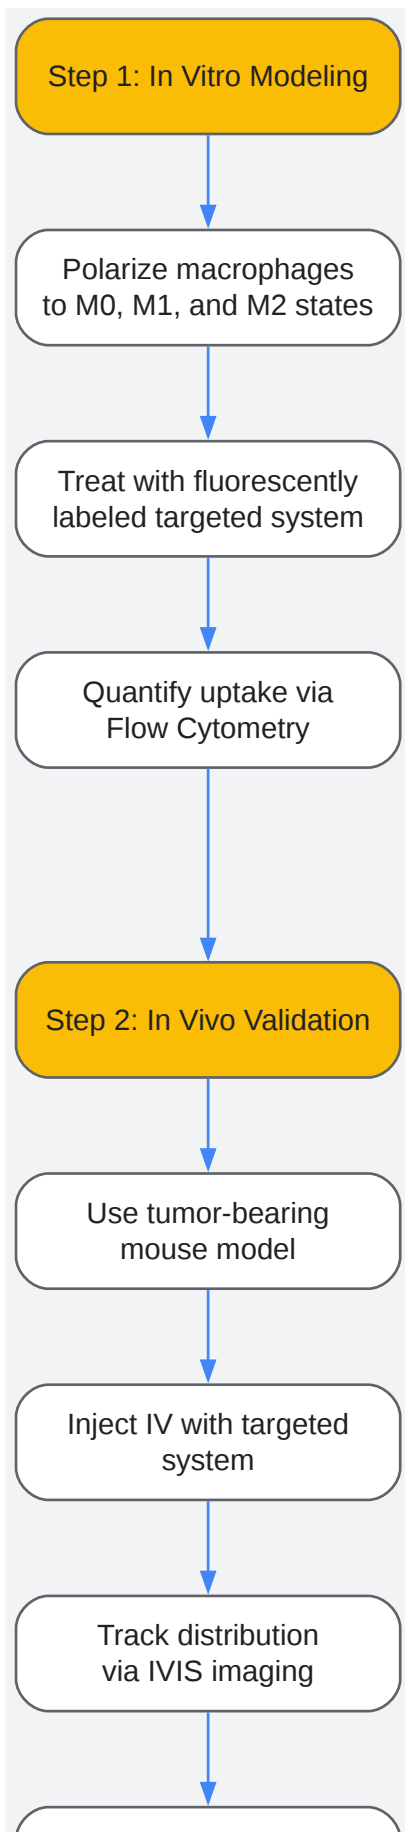 Step 1: In Vitro Modeling
Polarize macrophages
to M0, M1, and M2 states
Treat with fluorescently
labeled targeted system
Quantify uptake via
Flow Cytometry
Step 2: In Vivo Validation
Use tumor-bearing
mouse model
Inject IV with targeted
system
Track distribution
via IVIS imaging